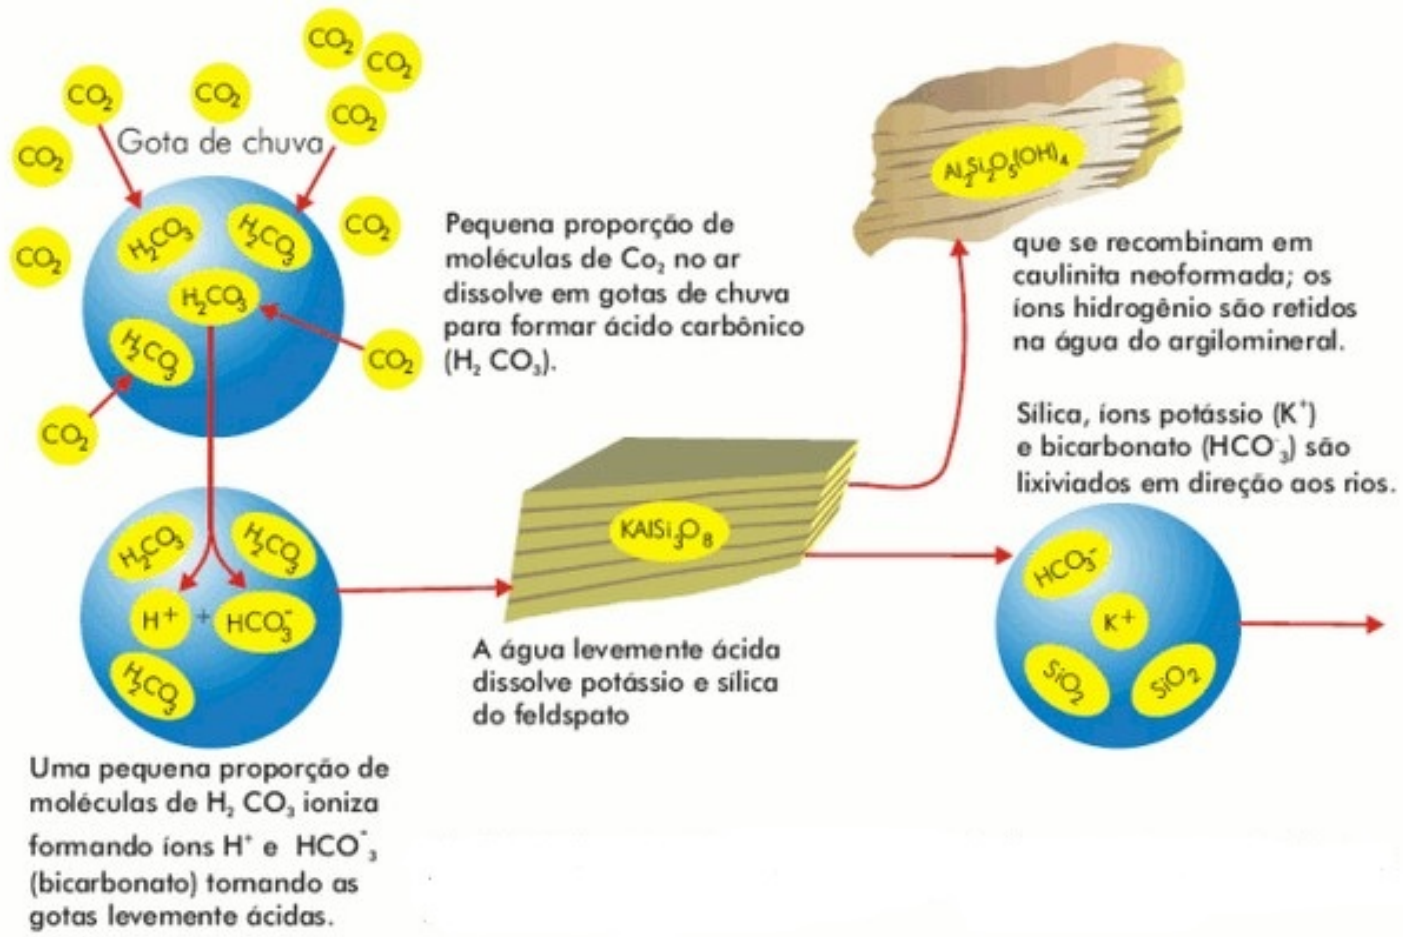 CO₂
CO₂
CO₂
CO₂
CO₂
CO₂
Gota de chuva
CO₂
CO₂
CO₂
CO₂
CO₂
H₂CO₃
H₂CO₃
H₂CO₃
H₂CO₃
Pequena proporção de
moléculas de Co₂ no ar
dissolve em gotas de chuva
para formar ácido carbônico
(H₂ CO₃).
H₂CO₃
H₂CO₃
H⁺ + HCO₃⁻
H₂CO₃
Uma pequena proporção de
moléculas de H₂ CO₃ ioniza
formando íons H⁺ e HCO⁻₃
(bicarbonato) tornando as
gotas levemente ácidas.
KAlSi₃O₈
A água levemente ácida
dissolve potássio e sílica
do feldspato
Al₂Si₂O₅(OH)₄
que se recombinam em
caulinita neoformada; os
íons hidrogênio são retidos
na água do argilomineral.
Sílica, íons potássio (K⁺)
e bicarbonato (HCO⁻₃) são
lixiviados em direção aos rios.
HCO₃⁻
K⁺
SiO₂
SiO₂